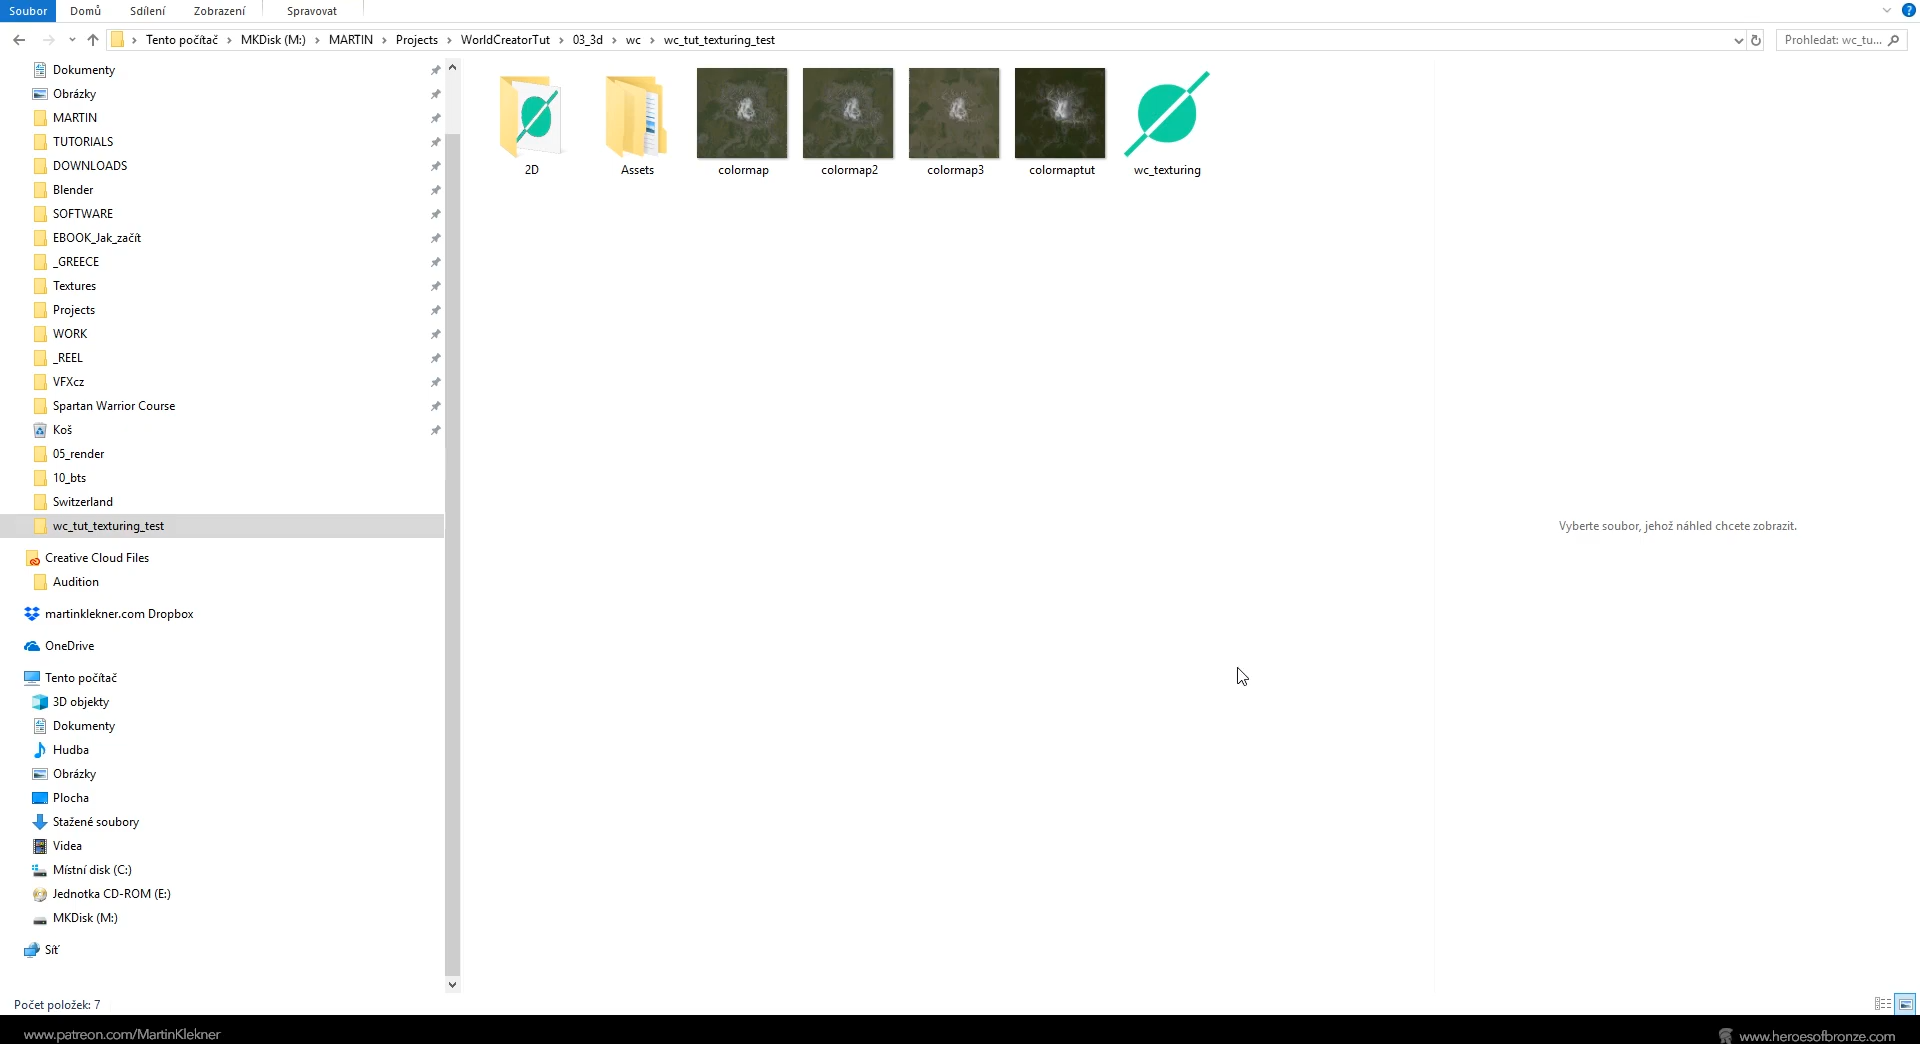 Soubor Domů Sdílení Zobrazení Spravovat
Tento počítač MKDisk (M:) MARTIN Projects WorldCreatorTut 03_3d wc wc_tut_texturing_test
Prohledat: wc_tu...
Dokumenty
Obrázky
MARTIN
TUTORIALS
DOWNLOADS
Blender
SOFTWARE
EBOOK_Jak_začít
_GREECE
Textures
Projects
WORK
_REEL
VFXcz
Spartan Warrior Course
Koš
05_render
10_bts
Switzerland
wc_tut_texturing_test
Creative Cloud Files
Audition
martinklekner.com Dropbox
OneDrive
Tento počítač
3D objekty
Dokumenty
Hudba
Obrázky
Plocha
Stažené soubory
Videa
Místní disk (C:)
Jednotka CD-ROM (E:)
MKDisk (M:)
Síť
2D Assets colormap colormap2 colormap3 colormaptut wc_texturing
Vyberte soubor, jehož náhled chcete zobrazit.
Počet položek: 7
www.patreon.com/MartinKlekner
www.heroesofbronze.com